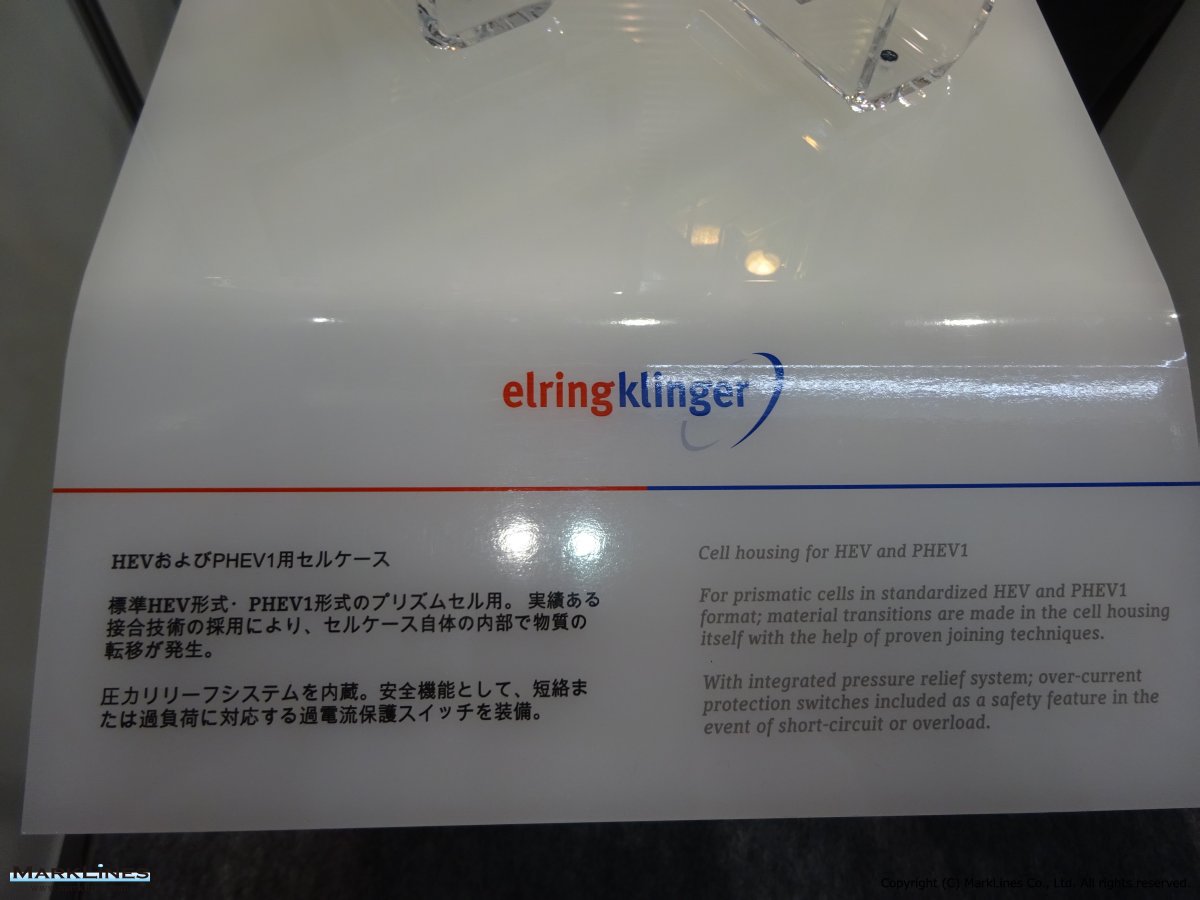 elringklinger
HEVおよびPHEV1用セルケース
標準HEV形式・PHEV1形式のプリズムセル用。実績ある
接合技術の採用により、セルケース自体の内部で物質の
転移が発生。
圧力リリーフシステムを内蔵。安全機能として、短絡ま
たは過負荷に対応する過電流保護スイッチを装備。
Cell housing for HEV and PHEV1
For prismatic cells in standardized HEV and PHEV1
format; material transitions are made in the cell housing
itself with the help of proven joining techniques.
With integrated pressure relief system; over-current
protection switches included as a safety feature in the
event of short-circuit or overload.
MARKLINES
Copyright (C) MarkLines Co., Ltd. All rights reserved.